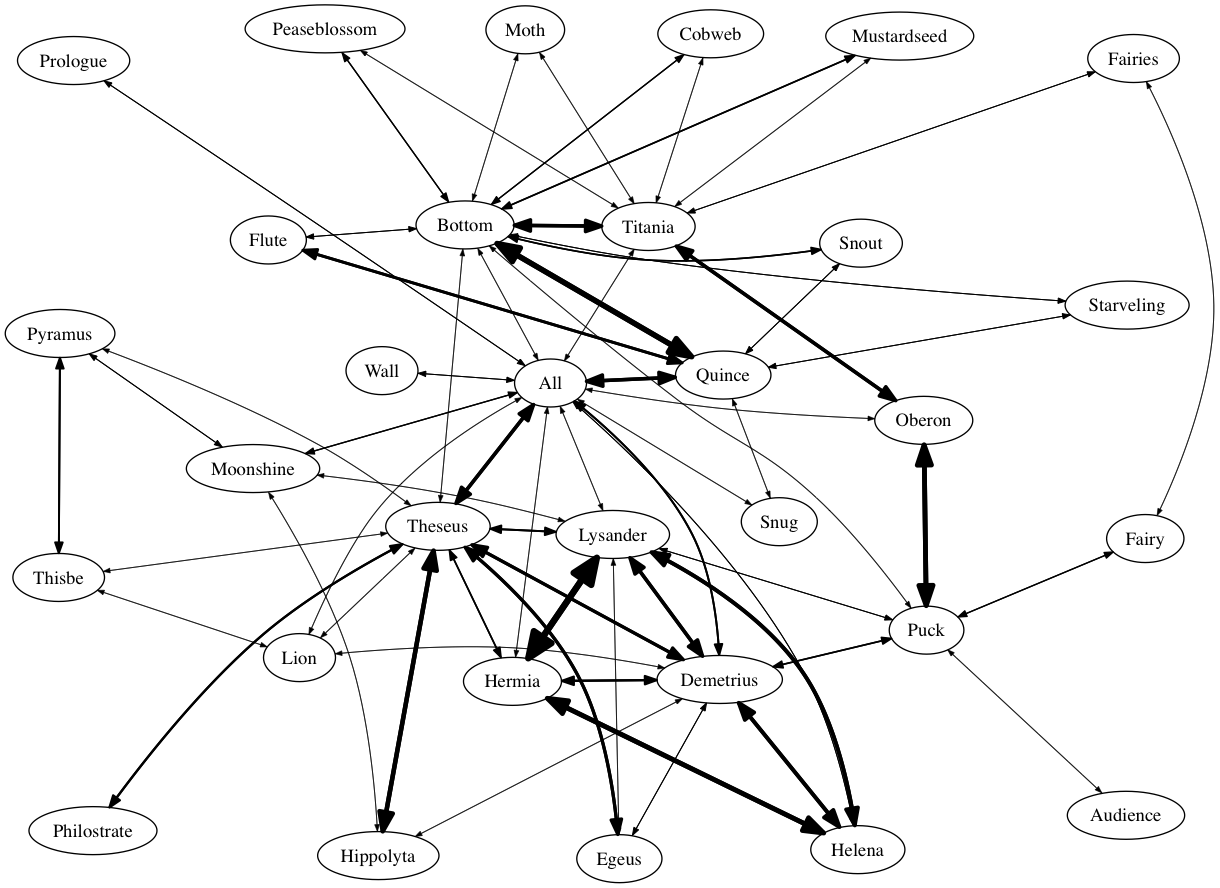 Peaseblossom
Moth
Cobweb
Mustardseed
Prologue
Fairies
Flute
Bottom
Titania
Snout
Starveling
Pyramus
Wall
All
Quince
Oberon
Moonshine
Theseus
Lysander
Snug
Fairy
Thisbe
Lion
Hermia
Demetrius
Puck
Philostrate
Hippolyta
Egeus
Helena
Audience